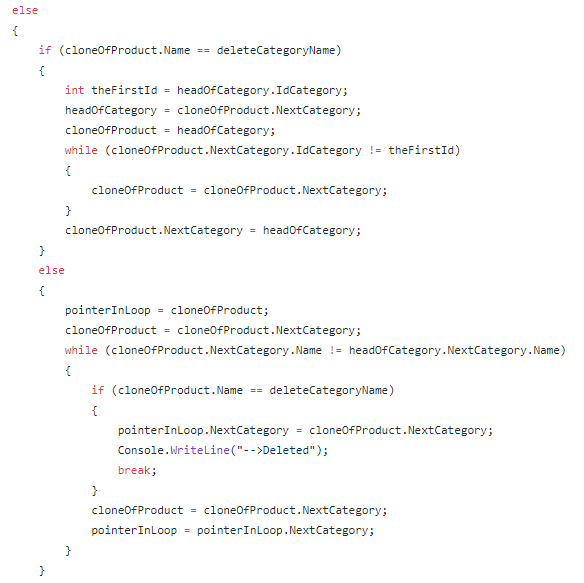 else
{
    if (cloneOfProduct.Name == deleteCategoryName)
    {
        int theFirstId = headOfCategory.IdCategory;
        headOfCategory = cloneOfProduct.NextCategory;
        cloneOfProduct = headOfCategory;
        while (cloneOfProduct.NextCategory.IdCategory != theFirstId)
        {
            cloneOfProduct = cloneOfProduct.NextCategory;
        }
        cloneOfProduct.NextCategory = headOfCategory;
    }
    else
    {
        pointerInLoop = cloneOfProduct;
        cloneOfProduct = cloneOfProduct.NextCategory;
        while (cloneOfProduct.NextCategory.Name != headOfCategory.NextCategory.Name)
        {
            if (cloneOfProduct.Name == deleteCategoryName)
            {
                pointerInLoop.NextCategory = cloneOfProduct.NextCategory;
                Console.WriteLine("-->Deleted");
                break;
            }
            cloneOfProduct = cloneOfProduct.NextCategory;
            pointerInLoop = pointerInLoop.NextCategory;
        }
    }